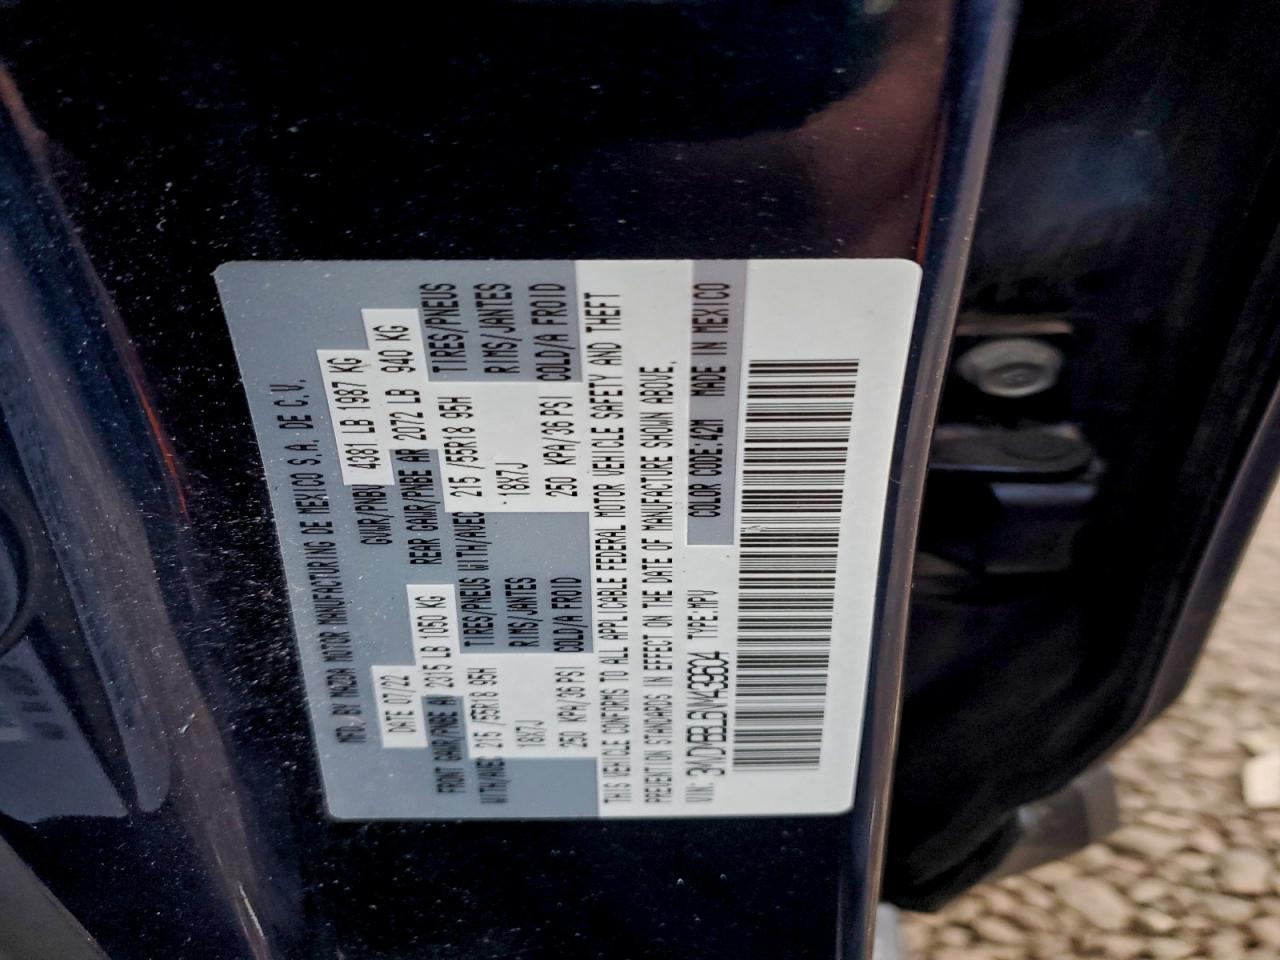 MFD. BY MAZDA MOTOR MANUFACTURING DE MEXICO S.A. DE C.V.
DATE 07/22 GVWR/PNBV 4381 LB 1987 KG
FRONT GAWR/PNBE AV 2315 LB 1050 KG REAR GAWR/PNBE AR 2072 LB 940 KG
WITH/AVEC 215/55R18 95H TIRES/PNEUS WITH/AVEC 215/55R18 95H TIRES/PNEUS
18X7J RIMS/JANTES 18X7J RIMS/JANTES
250 KPA/36 PSI COLD/A FROID 250 KPA/36 PSI COLD/A FROID
THIS VEHICLE CONFORMS TO ALL APPLICABLE FEDERAL MOTOR VEHICLE SAFETY AND THEFT
PREVENTION STANDARDS IN EFFECT ON THE DATE OF MANUFACTURE SHOWN ABOVE.
VIN: TYPE:MPV COLOR CODE:42M MADE IN MEXICO